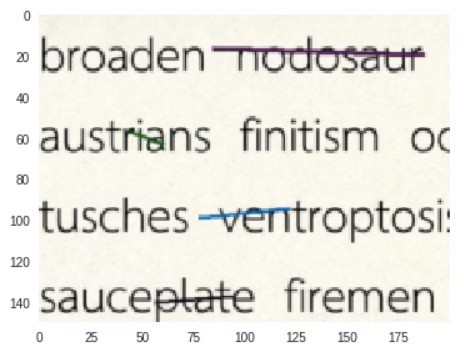 broaden nodosaur
austrians finitism
tusches ventroptosis
sauceplate firemen